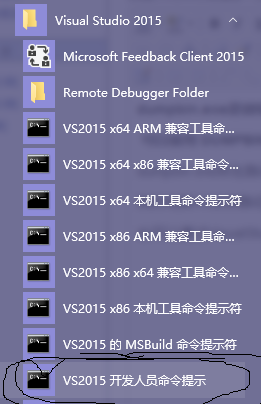 Visual Studio 2015
Microsoft Feedback Client 2015
Remote Debugger Folder
VS2015 x64 ARM 兼容工具命...
VS2015 x64 x86 兼容工具命令...
VS2015 x64 本机工具命令提示符
VS2015 x86 ARM 兼容工具命...
VS2015 x86 x64 兼容工具命令...
VS2015 x86 本机工具命令提示符
VS2015 的 MSBuild 命令提示符
VS2015 开发人员命令提示